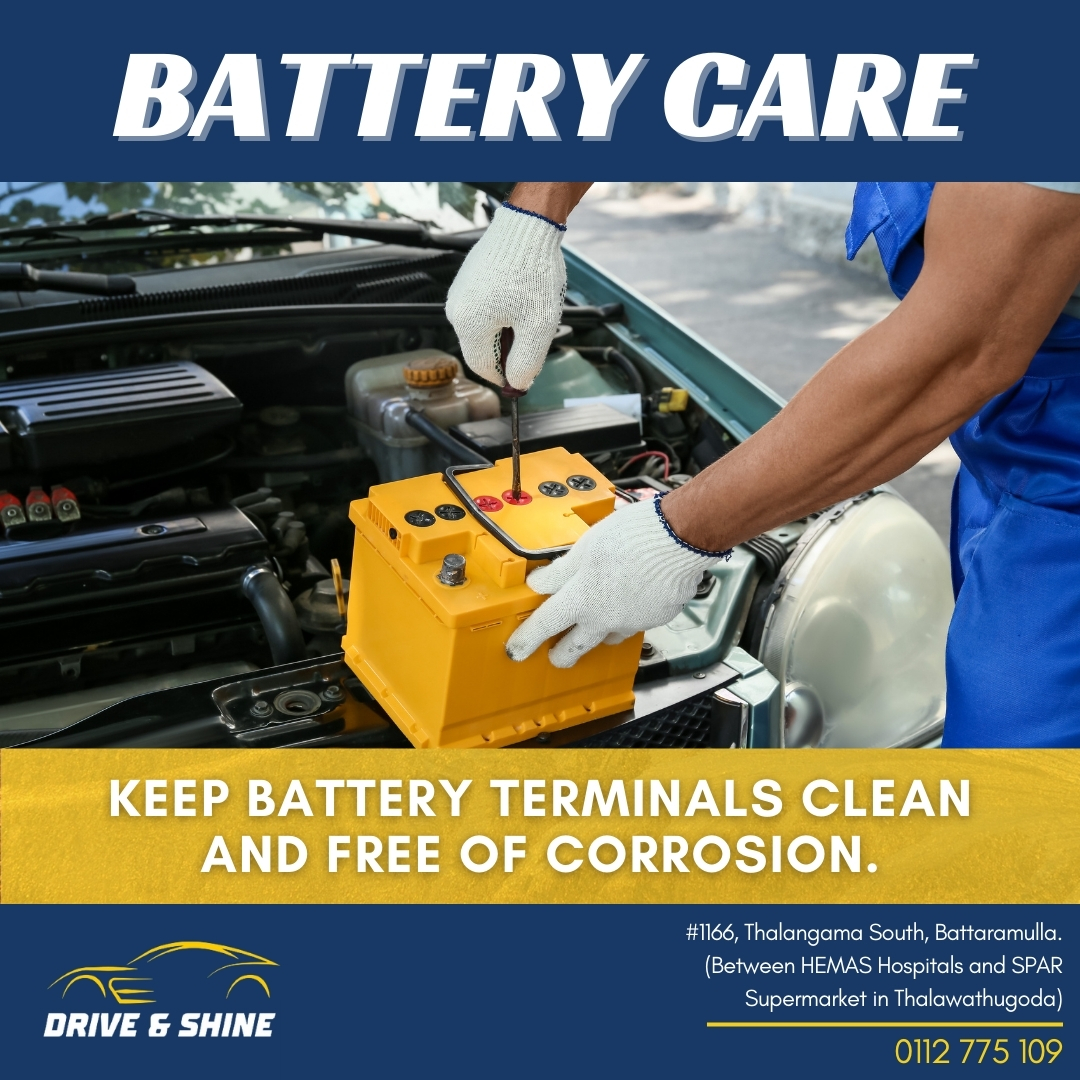 BATTERY CARE
KEEP BATTERY TERMINALS CLEAN
AND FREE OF CORROSION.
DRIVE & SHINE
#1166, Thalangama South, Battaramulla.
(Between HEMAS Hospitals and SPAR
Supermarket in Thalawathugoda)
0112 775 109